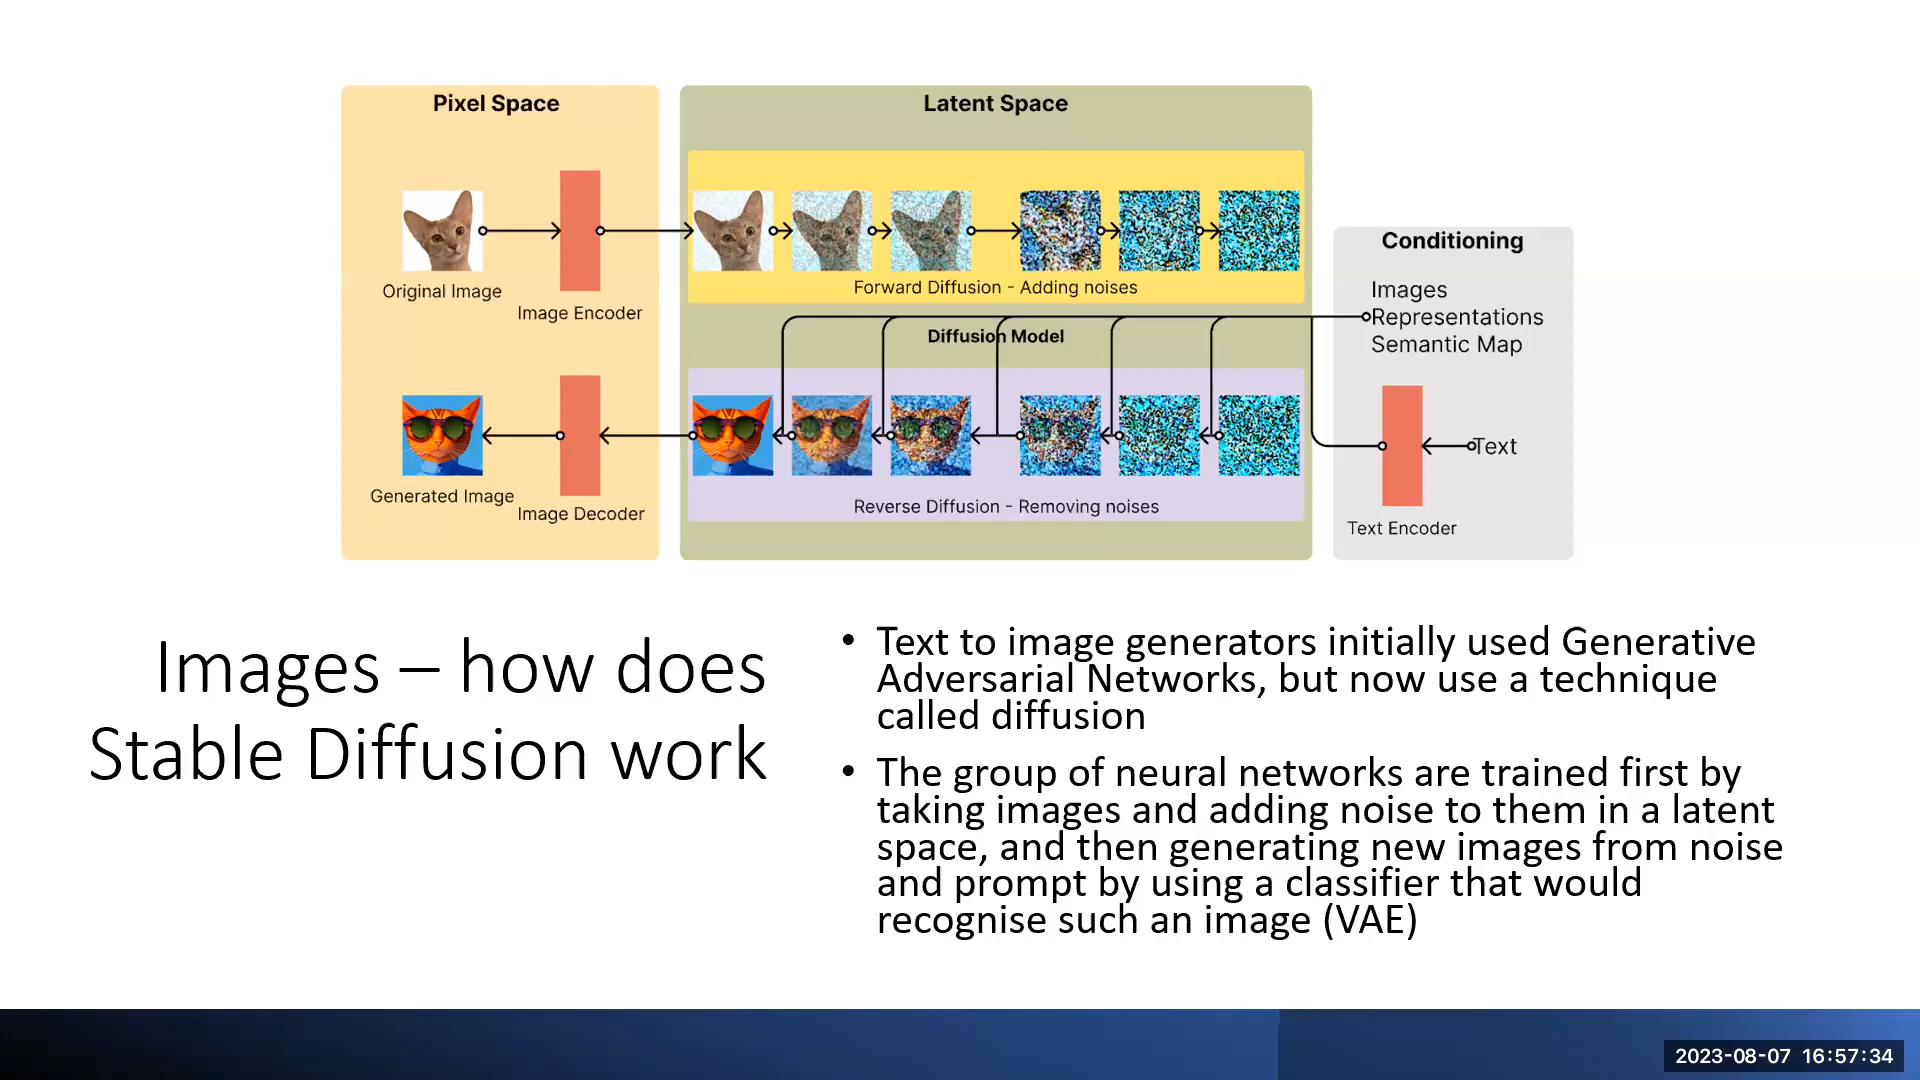 Pixel Space
Original Image
Image Encoder
Generated Image
Image Decoder
Latent Space
Forward Diffusion - Adding noises
Diffusion Model
Reverse Diffusion - Removing noises
Conditioning
Images
Representations
Semantic Map
Text
Text Encoder
Images – how does
Stable Diffusion work
• Text to image generators initially used Generative
Adversarial Networks, but now use a technique
called diffusion
• The group of neural networks are trained first by
taking images and adding noise to them in a latent
space, and then generating new images from noise
and prompt by using a classifier that would
recognise such an image (VAE)
2023-08-07 16:57:34